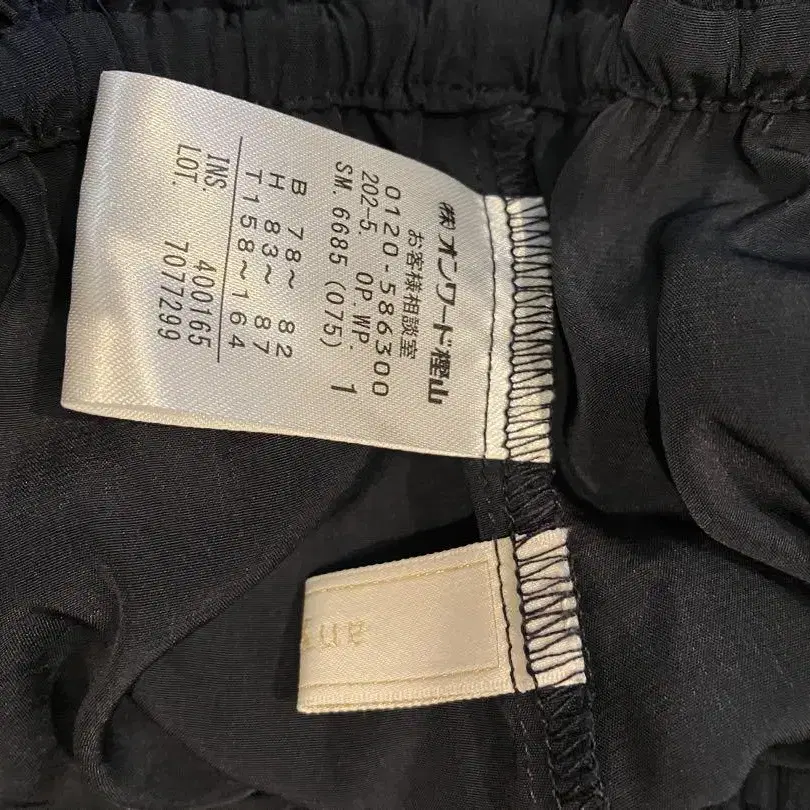 ㈱オンワード樫山
お客様相談室
0120-586300
202-5. OP.WP. 1
SM. 6685 (075)
B 78～ 82
H 83～ 87
T158～164
INS. 400165
LOT. 7077299